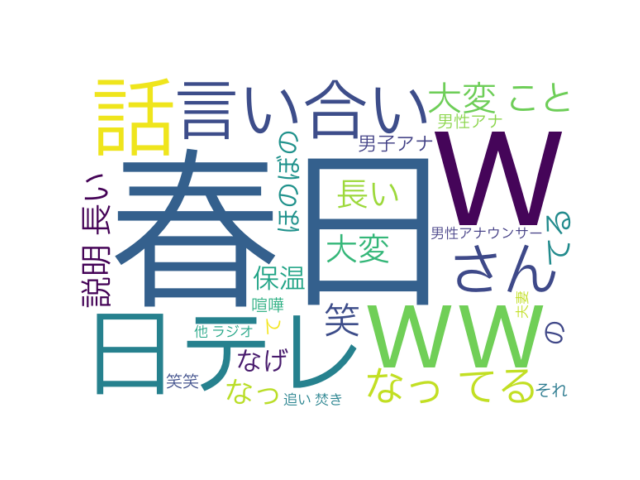 話
言い合い
大変 こと
男性アナ
男子アナ
ほのぼの
春日
W
長い
説明 長い
大変
男性アナウンサー
てる
さん
保温
喧嘩
夫妻
日テレ
笑
WW
の
他 ラジオ
て
なげ
笑笑
なっ
追い 焚き
なっ てる
それ